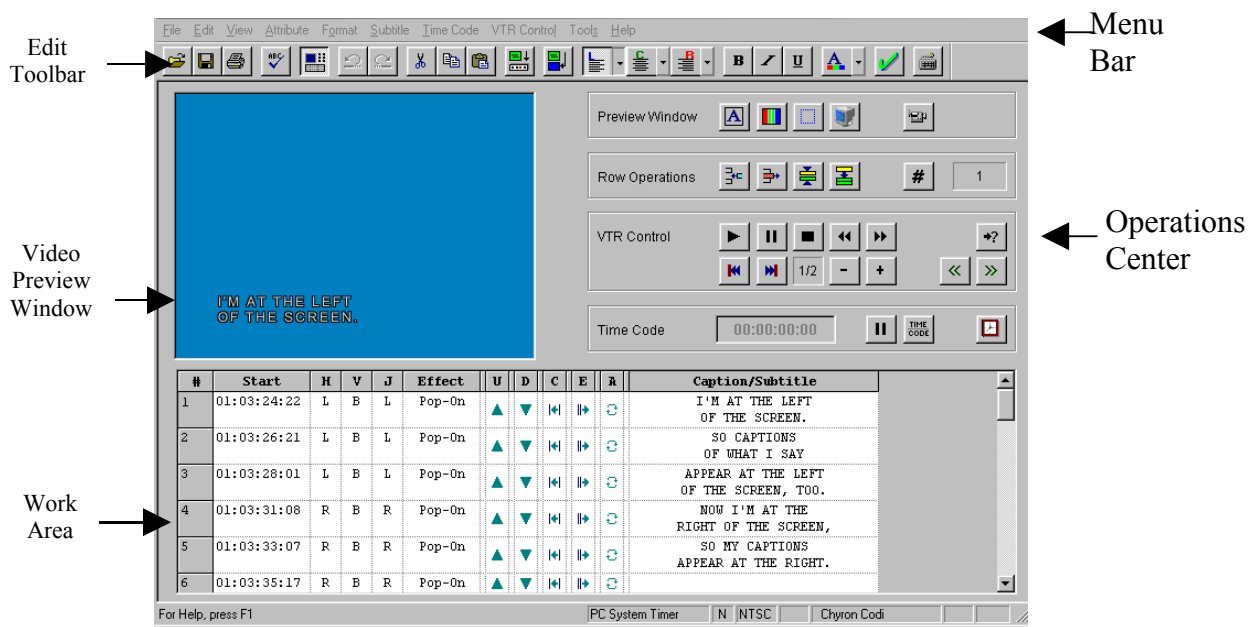 File Edit View Attribute Format Subtitle Time Code VTR Control Tools Help
Menu
Bar
Edit
Toolbar
ABC
L C R B I U A
Preview Window A
Row Operations # 1
VTR Control
1/2 - +
Operations
Center
Time Code 00:00:00:00 TIME
CODE
Video
Preview
Window
I'M AT THE LEFT
OF THE SCREEN.
# Start H V J Effect U D C E A Caption/Subtitle
1 01:03:24:22 L B L Pop-On I'M AT THE LEFT
OF THE SCREEN.
2 01:03:26:21 L B L Pop-On SO CAPTIONS
OF WHAT I SAY
3 01:03:28:01 L B L Pop-On APPEAR AT THE LEFT
OF THE SCREEN, TOO.
4 01:03:31:08 R B R Pop-On NOW I'M AT THE
RIGHT OF THE SCREEN,
5 01:03:33:07 R B R Pop-On SO MY CAPTIONS
APPEAR AT THE RIGHT.
6 01:03:35:17 R B R Pop-On
Work
Area
For Help, press F1 PC System Timer N NTSC Chyron Codi